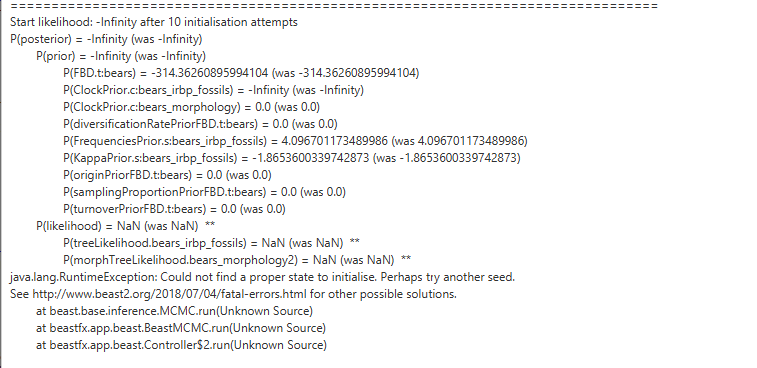 ================================================================================
Start likelihood: -Infinity after 10 initialisation attempts
P(posterior) = -Infinity (was -Infinity)
P(prior) = -Infinity (was -Infinity)
P(FBD.t:bears) = -314.36260895994104 (was -314.36260895994104)
P(ClockPrior.c:bears_irbp_fossils) = -Infinity (was -Infinity)
P(ClockPrior.c:bears_morphology) = 0.0 (was 0.0)
P(diversificationRatePriorFBD.t:bears) = 0.0 (was 0.0)
P(FrequenciesPrior.s:bears_irbp_fossils) = 4.096701173489986 (was 4.096701173489986)
P(KappaPrior.s:bears_irbp_fossils) = -1.8653600339742873 (was -1.8653600339742873)
P(originPriorFBD.t:bears) = 0.0 (was 0.0)
P(samplingProportionPriorFBD.t:bears) = 0.0 (was 0.0)
P(turnoverPriorFBD.t:bears) = 0.0 (was 0.0)
P(likelihood) = NaN (was NaN) **
P(treeLikelihood.bears_irbp_fossils) = NaN (was NaN) **
P(morphTreeLikelihood.bears_morphology2) = NaN (was NaN) **
java.lang.RuntimeException: Could not find a proper state to initialise. Perhaps try another seed.
See http://www.beast2.org/2018/07/04/fatal-errors.html for other possible solutions.
at beast.base.inference.MCMC.run(Unknown Source)
at beastfx.app.beast.BeastMCMC.run(Unknown Source)
at beastfx.app.beast.Controller$2.run(Unknown Source)